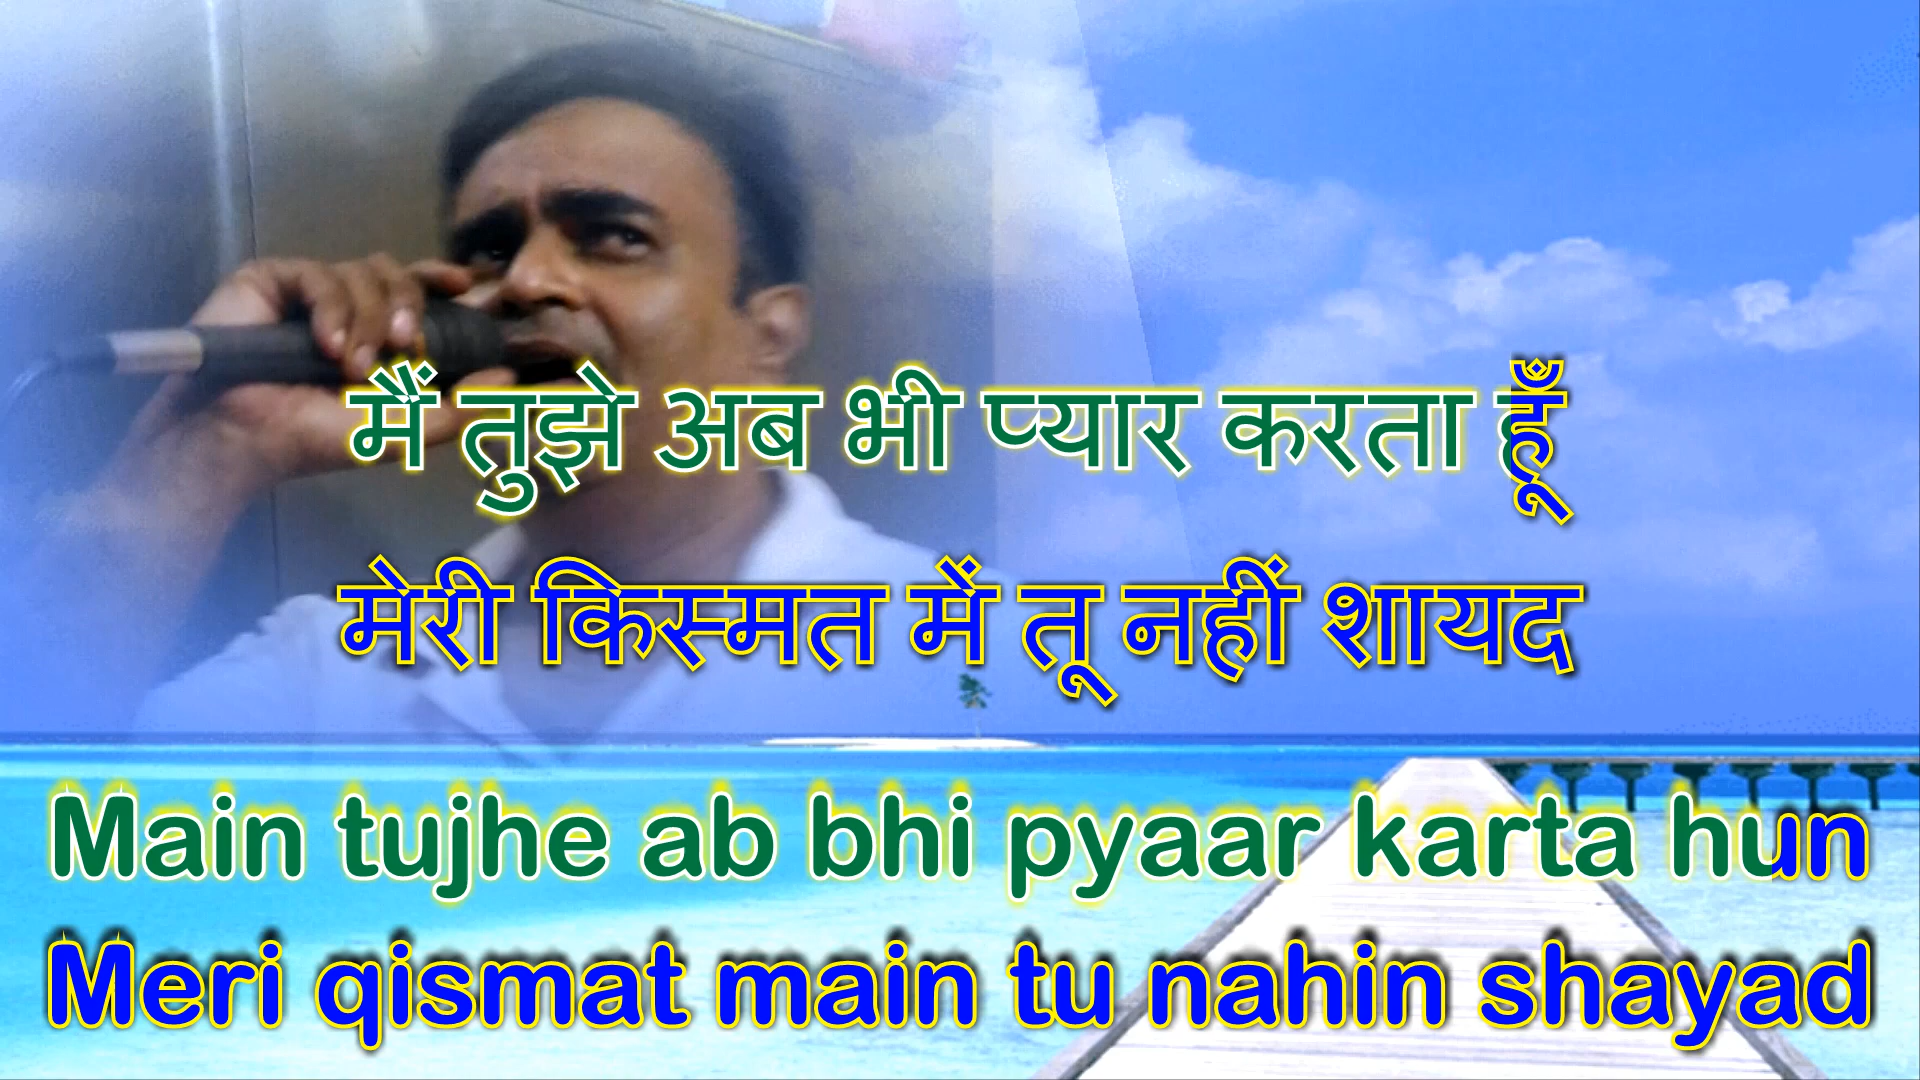 मैं तुझे अब भी प्यार करता हूँ
मेरी किस्मत में तू नहीं शायद
Main tujhe ab bhi pyaar karta hun
Meri qismat main tu nahin shayad